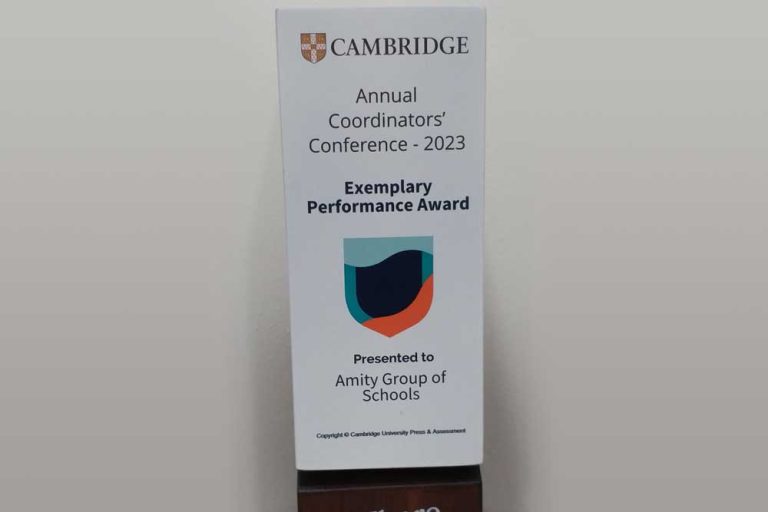 CAMBRIDGE
Annual
Coordinators'
Conference - 2023
Exemplary
Performance Award
Presented to
Amity Group of
Schools
Copyright © Cambridge University Press & Assessment